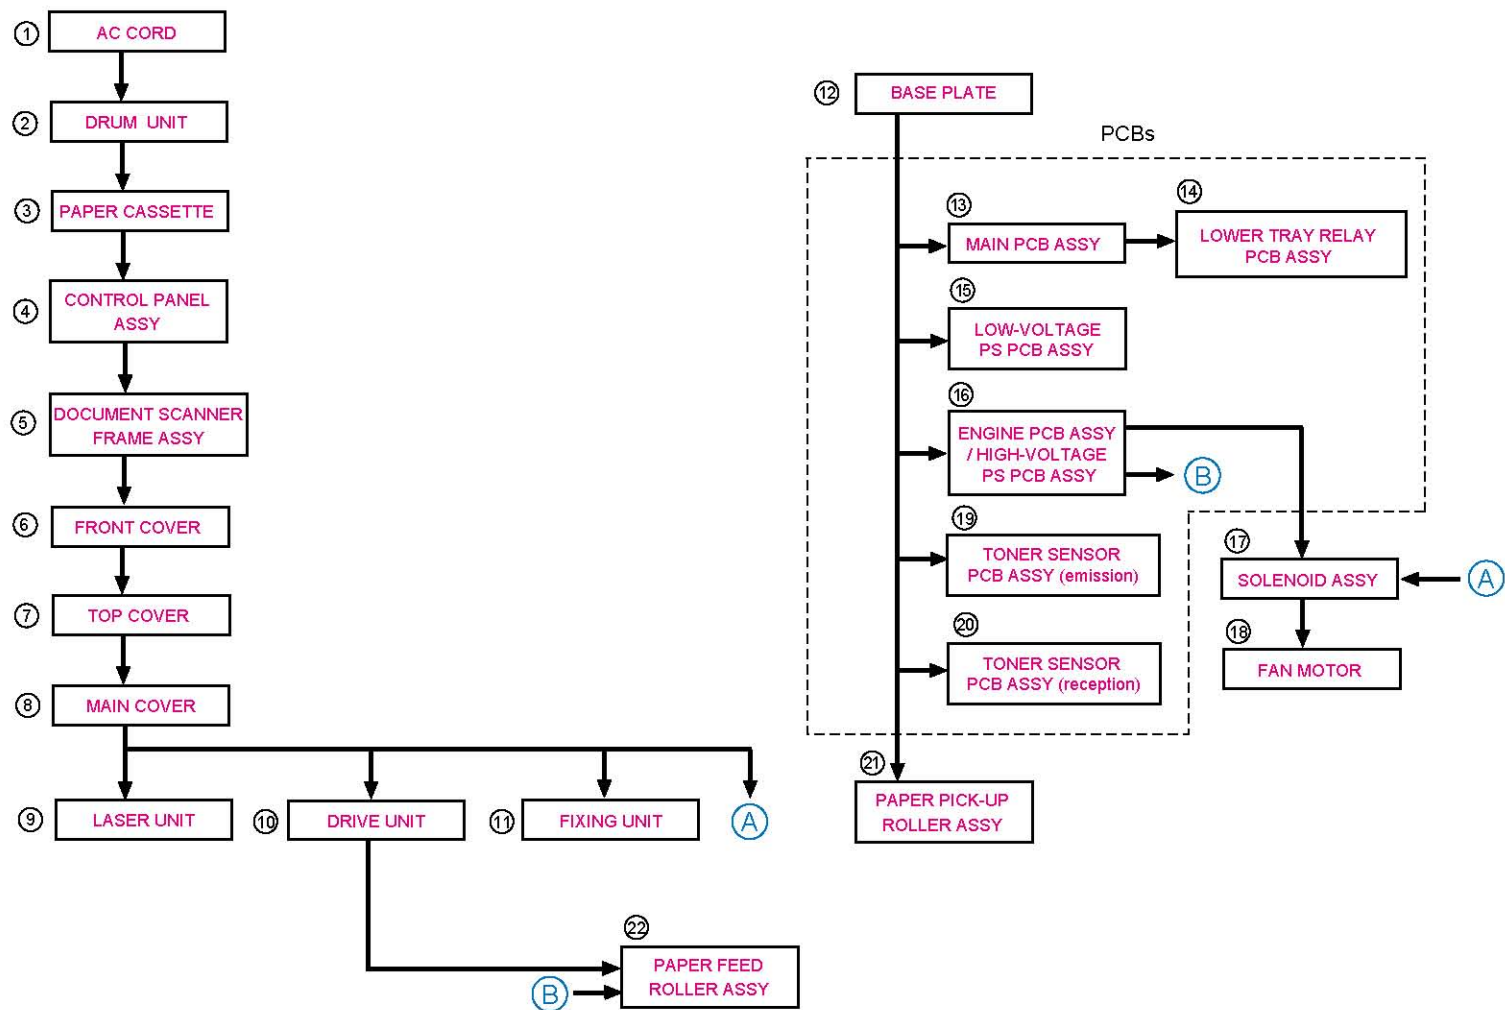 ① AC CORD
② DRUM UNIT
③ PAPER CASSETTE
④ CONTROL PANEL
ASSY
⑤ DOCUMENT SCANNER
FRAME ASSY
⑥ FRONT COVER
⑦ TOP COVER
⑧ MAIN COVER
⑨ LASER UNIT
⑩ DRIVE UNIT
⑪ FIXING UNIT
A
㉒
PAPER FEED
ROLLER ASSY
B
⑫ BASE PLATE
PCBs
⑬
MAIN PCB ASSY
⑭
LOWER TRAY RELAY
PCB ASSY
⑮
LOW-VOLTAGE
PS PCB ASSY
⑯
ENGINE PCB ASSY
/ HIGH-VOLTAGE
PS PCB ASSY
B
⑰
SOLENOID ASSY
A
⑱
FAN MOTOR
⑲
TONER SENSOR
PCB ASSY (emission)
⑳
TONER SENSOR
PCB ASSY (reception)
㉑
PAPER PICK-UP
ROLLER ASSY